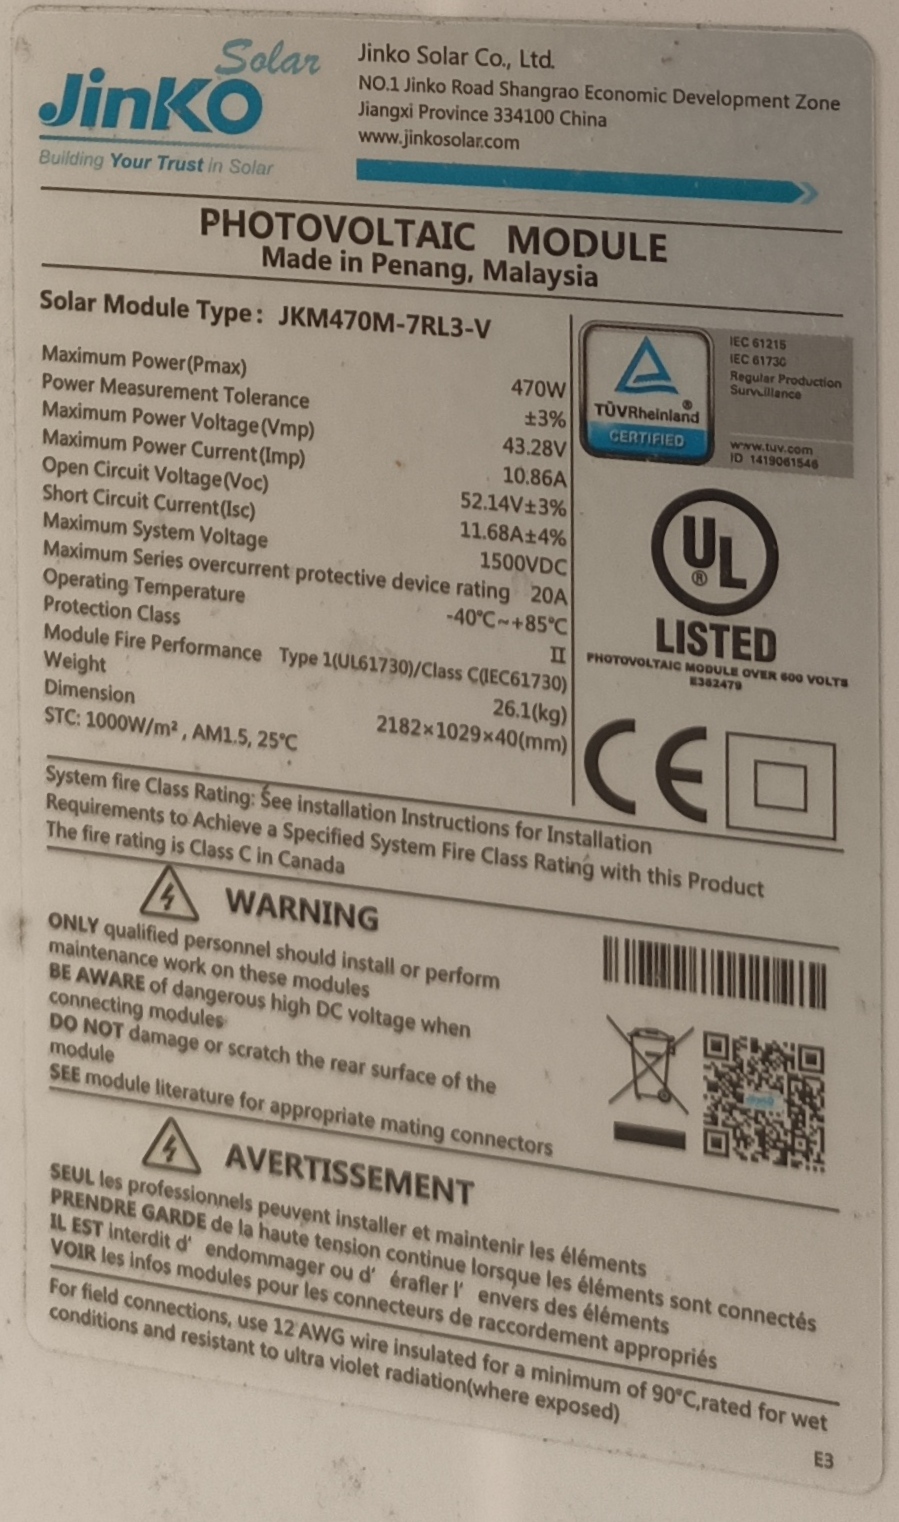 Solar
JinKO
Building Your Trust in Solar
Jinko Solar Co., Ltd.
NO.1 Jinko Road Shangrao Economic Development Zone
Jiangxi Province 334100 China
www.jinkosolar.com
PHOTOVOLTAIC MODULE
Made in Penang, Malaysia
Solar Module Type: JKM470M-7RL3-V
Maximum Power(Pmax) 470W
Power Measurement Tolerance ±3%
Maximum Power Voltage(Vmp) 43.28V
Maximum Power Current(Imp) 10.86A
Open Circuit Voltage(Voc) 52.14V±3%
Short Circuit Current(Isc) 11.68A±4%
Maximum System Voltage 1500VDC
Maximum Series overcurrent protective device rating 20A
Operating Temperature -40℃~+85℃
Protection Class II
Module Fire Performance Type 1(UL61730)/Class C(IEC61730)
Weight 26.1(kg)
Dimension 2182×1029×40(mm)
STC: 1000W/m², AM1.5, 25℃
TÜVRheinland®
CERTIFIED
IEC 61215
IEC 61730
Regular Production
Surveillance
www.tuv.com
ID 1419061546
UL®
LISTED
PHOTOVOLTAIC MODULE OVER 600 VOLTS
E362479
CE
System fire Class Rating: See installation Instructions for Installation
Requirements to Achieve a Specified System Fire Class Rating with this Product
The fire rating is Class C in Canada
WARNING
ONLY qualified personnel should install or perform
maintenance work on these modules
BE AWARE of dangerous high DC voltage when
connecting modules
DO NOT damage or scratch the rear surface of the
module
SEE module literature for appropriate mating connectors
AVERTISSEMENT
SEUL les professionnels peuvent installer et maintenir les éléments
PRENDRE GARDE de la haute tension continue lorsque les éléments sont connectés
IL EST interdit d' endommager ou d' érafler l' envers des éléments
VOIR les infos modules pour les connecteurs de raccordement appropriés
For field connections, use 12 AWG wire insulated for a minimum of 90℃,rated for wet
conditions and resistant to ultra violet radiation(where exposed)
E3